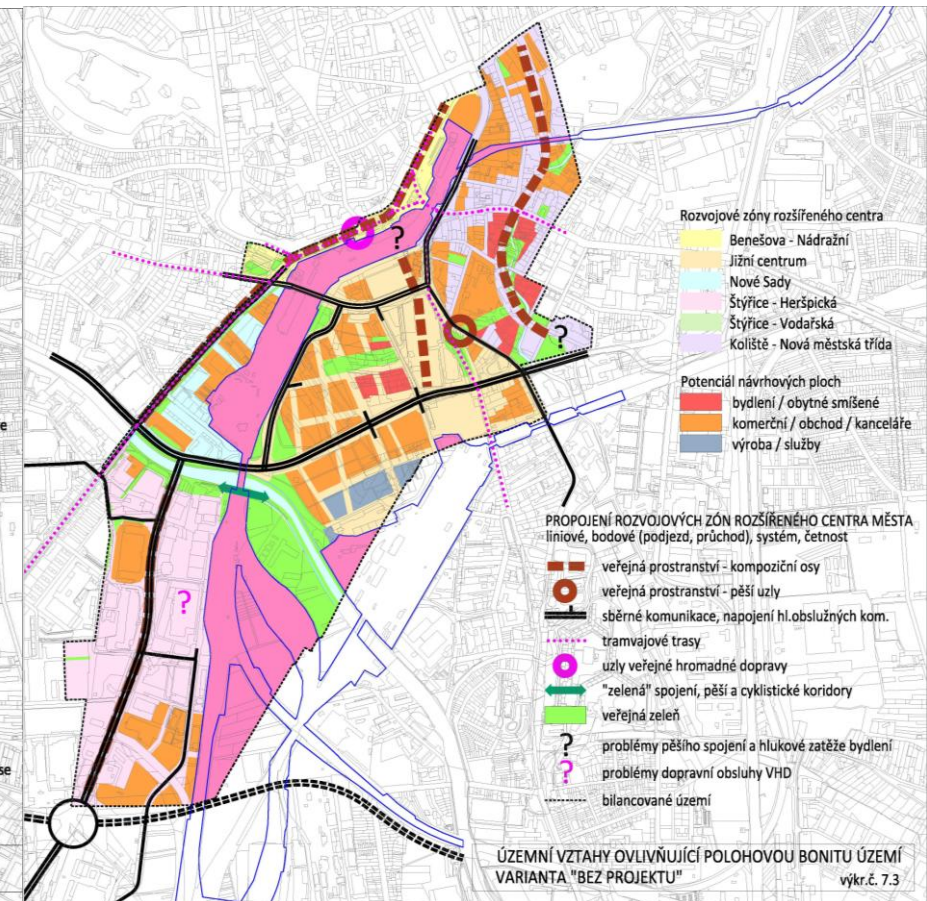 Rozvojové zóny rozšířeného centra
Benešova - Nádražní
Jižní centrum
Nové Sady
Štýřice - Heršpická
Štýřice - Vodařská
Koliště - Nová městská třída
Potenciál návrhových ploch
bydlení / obytné smíšené
komerční / obchod / kanceláře
výroba / služby
PROPOJENÍ ROZVOJOVÝCH ZÓN ROZŠÍŘENÉHO CENTRA MĚSTA
liniové, bodové (podjezd, průchod), systém, četnost
veřejná prostranství - kompoziční osy
veřejná prostranství - pěší uzly
sběrné komunikace, napojení hl.obslužných kom.
tramvajové trasy
uzly veřejné hromadné dopravy
"zelená" spojení, pěší a cyklistické koridory
veřejná zeleň
? problémy pěšího spojení a hlukové zatěže bydlení
? problémy dopravní obsluhy VHD
bilancované území
ÚZEMNÍ VZTAHY OVLIVŇUJÍCÍ POLOHOVOU BONITU ÚZEMÍ
VARIANTA "BEZ PROJEKTU"
výkr.č. 7.3
?
?
?